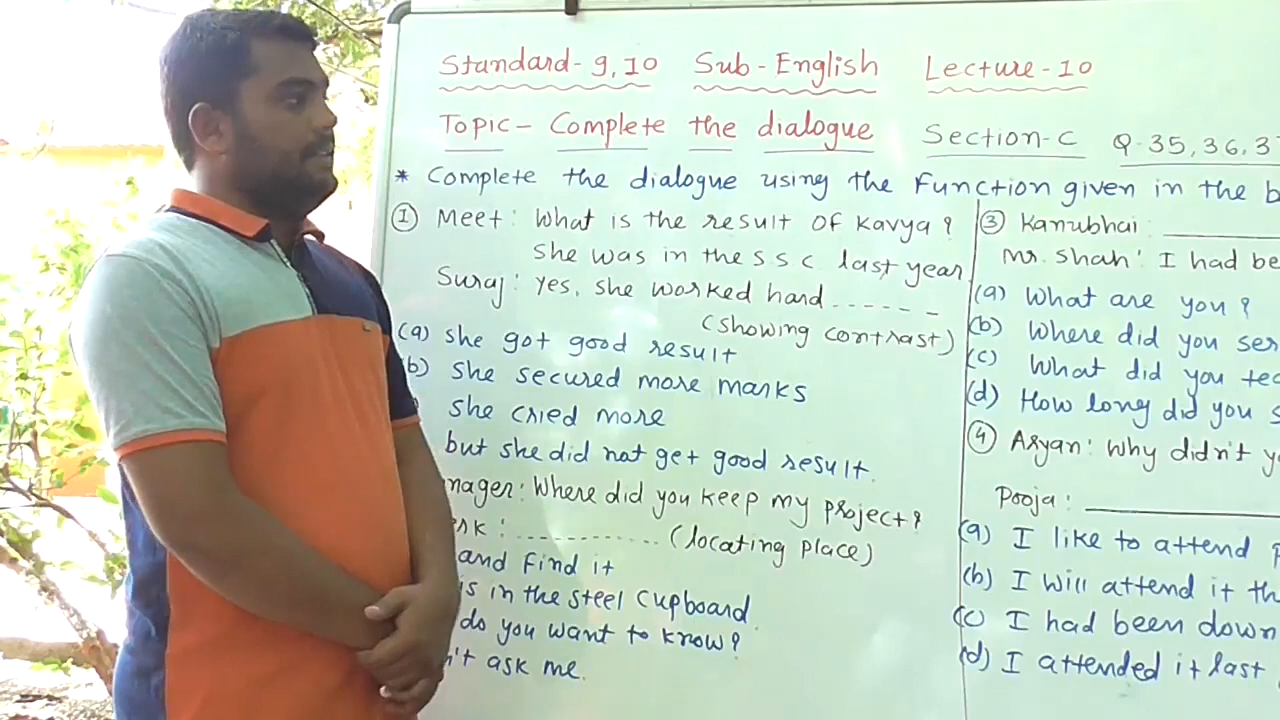 Standard-9,10 Sub-English Lecture-10
Topic- Complete the dialogue Section-C Q-35,36,3
* Complete the dialogue using the Function given in the b
① Meet: What is the result of Kavya?
She was in the SSC last year
Suraj: Yes, she worked hard ------
(showing contrast)
(a) she got good result
(b) she secured more marks
she cried more
but she did not get good result.
nager: Where did you keep my project?
rk: ............ (locating place)
and find it
is in the steel cupboard.
do you want to know?
n't ask me.
③ Kanubhai: ______
Mr. Shah: I had be
(a) What are you?
(b) Where did you ser
(c) What did you tea
(d) How long did you s
④ Aryan: Why didn't y
Pooja: ______
(a) I like to attend P
(b) I will attend it th
(c) I had been down
(d) I attended it last